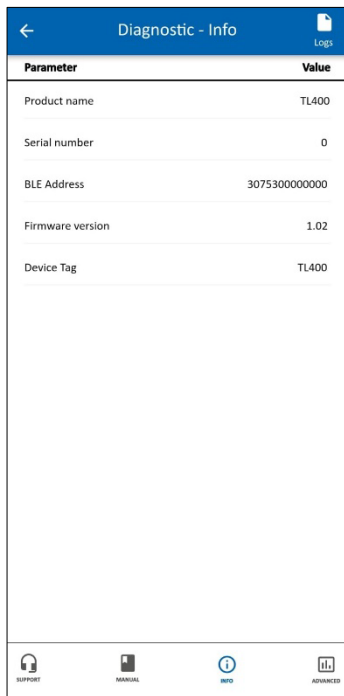 Diagnostic - Info
Logs
Parameter Value
Product name TL400
Serial number 0
BLE Address 3075300000000
Firmware version 1.02
Device Tag TL400
SUPPORT MANUAL INFO ADVANCED